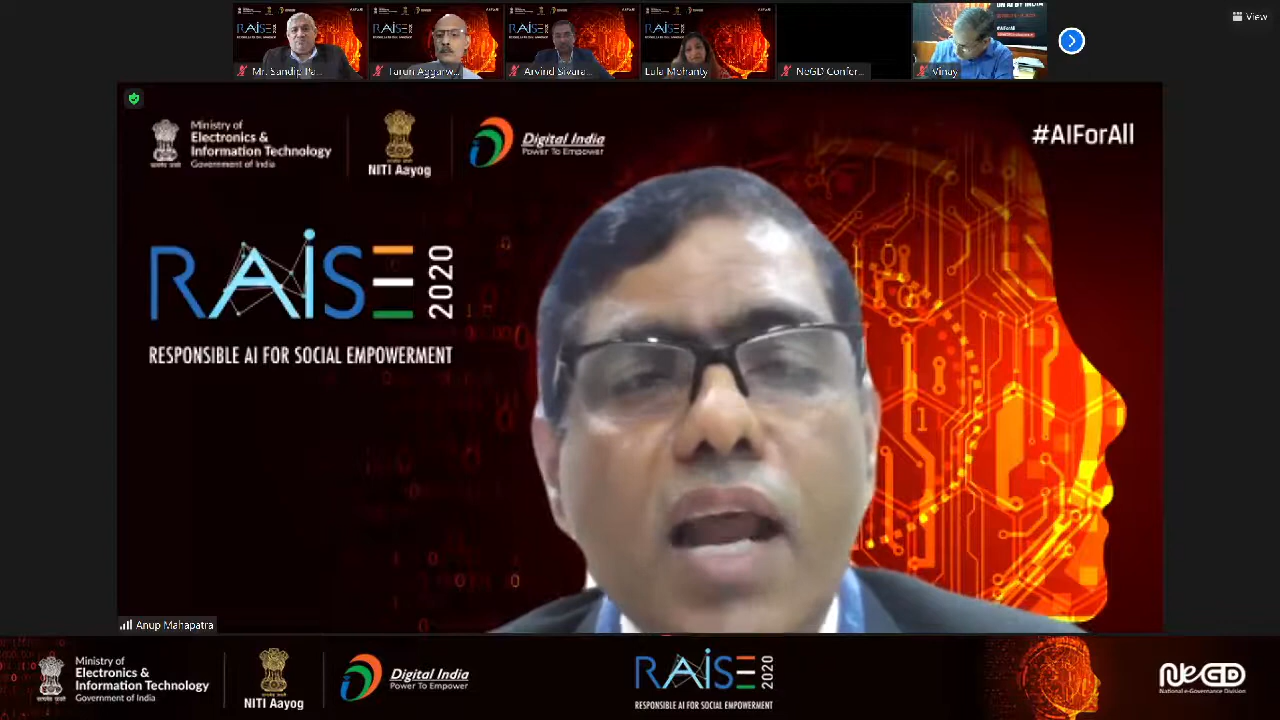 View
Mr. Sandip Pa...
Tarun Aggarw...
Arvind Sivara...
Lula Mohanty
NeGD Confer...
Vinay
Ministry of
Electronics &
Information Technology
Government of India
NITI Aayog
Digital India
Power To Empower
#AIForAll
RAISE 2020
RESPONSIBLE AI FOR SOCIAL EMPOWERMENT
Anup Mahapatra
Ministry of
Electronics &
Information Technology
Government of India
NITI Aayog
Digital India
Power To Empower
RAISE 2020
RESPONSIBLE AI FOR SOCIAL EMPOWERMENT
NeGD
National e-Governance Division